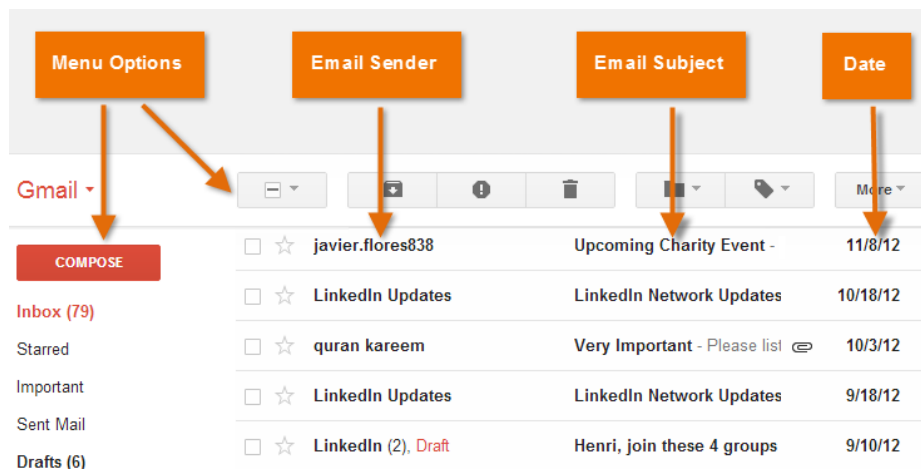 Menu Options
Email Sender
Email Subject
Date
Gmail
More
COMPOSE
Inbox (79)
Starred
Important
Sent Mail
Drafts (6)
javier.flores838 Upcoming Charity Event - 11/8/12
LinkedIn Updates LinkedIn Network Updates 10/18/12
quran kareem Very Important - Please list 10/3/12
LinkedIn Updates LinkedIn Network Updates 9/18/12
LinkedIn (2), Draft Henri, join these 4 groups 9/10/12